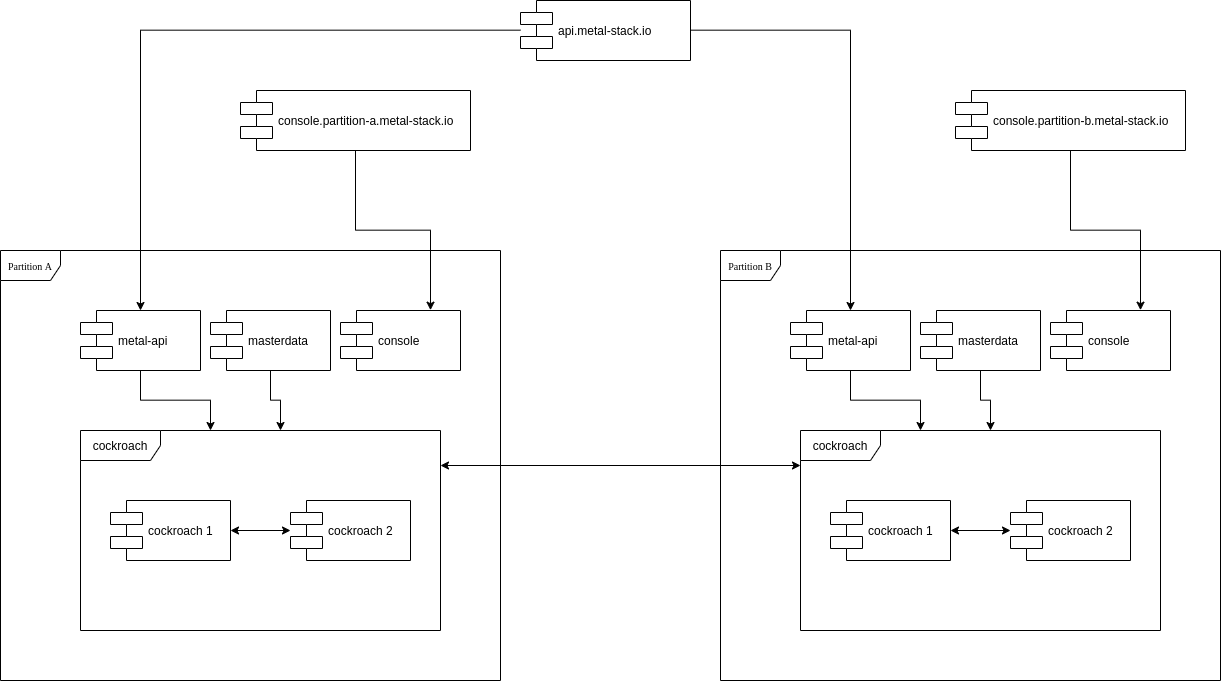 api.metal-stack.io
console.partition-a.metal-stack.io
console.partition-b.metal-stack.io
Partition A
Partition B
metal-api
masterdata
console
metal-api
masterdata
console
cockroach
cockroach
cockroach 1
cockroach 2
cockroach 1
cockroach 2